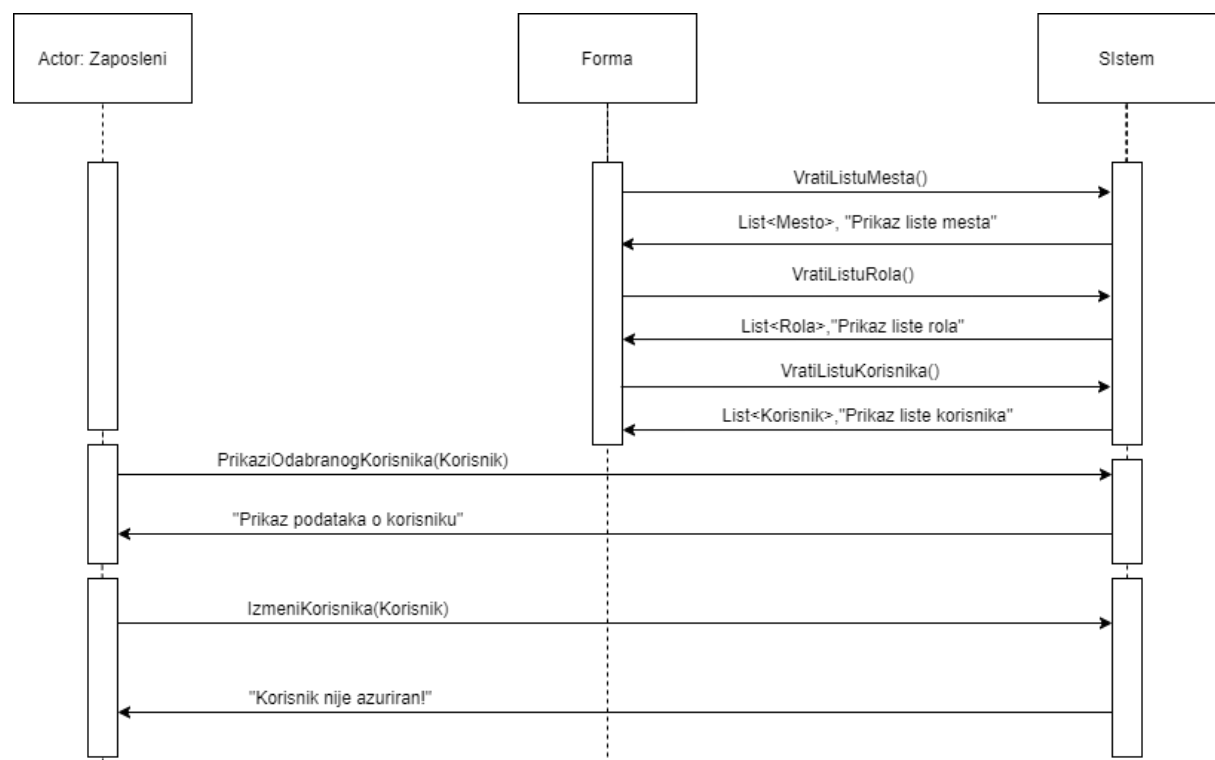 Actor: Zaposleni
Forma
SIstem
VratiListuMesta()
List<Mesto>, "Prikaz liste mesta"
VratiListuRola()
List<Rola>,"Prikaz liste rola"
VratiListuKorisnika()
List<Korisnik>,"Prikaz liste korisnika"
PrikaziOdabranogKorisnika(Korisnik)
"Prikaz podataka o korisniku"
IzmeniKorisnika(Korisnik)
"Korisnik nije azuriran!"